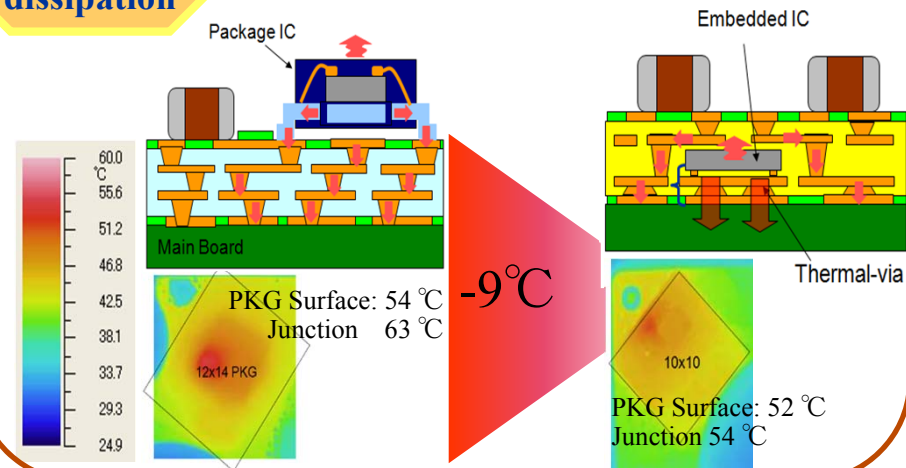 dissipation
Package IC
Embedded IC
60.0
℃
55.6
51.2
46.8
42.5
38.1
33.7
29.3
24.9
Main Board
Thermal-via
PKG Surface: 54 ℃
Junction 63 ℃
-9℃
12x14 PKG
10x10
PKG Surface: 52 ℃
Junction 54 ℃